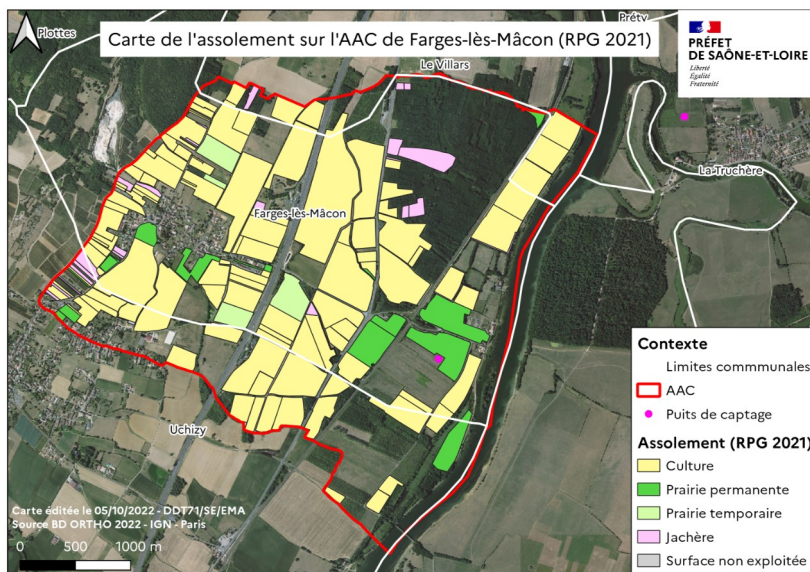 Plottes
Carte de l'assolement sur l'AAC de Farges-lès-Mâcon (RPG 2021)
Préty
PRÉFET
DE SAÔNE-ET-LOIRE
Liberté
Égalité
Fraternité
Le Villars
La Truchère
Farges-lès-Mâcon
Uchizy
Contexte
Limites commmunales
AAC
Puits de captage
Assolement (RPG 2021)
Culture
Prairie permanente
Prairie temporaire
Jachère
Surface non exploitée
Carte éditée le 05/10/2022 - DDT71/SE/EMA
Source BD ORTHO 2022 - IGN - Paris
0 500 1000 m